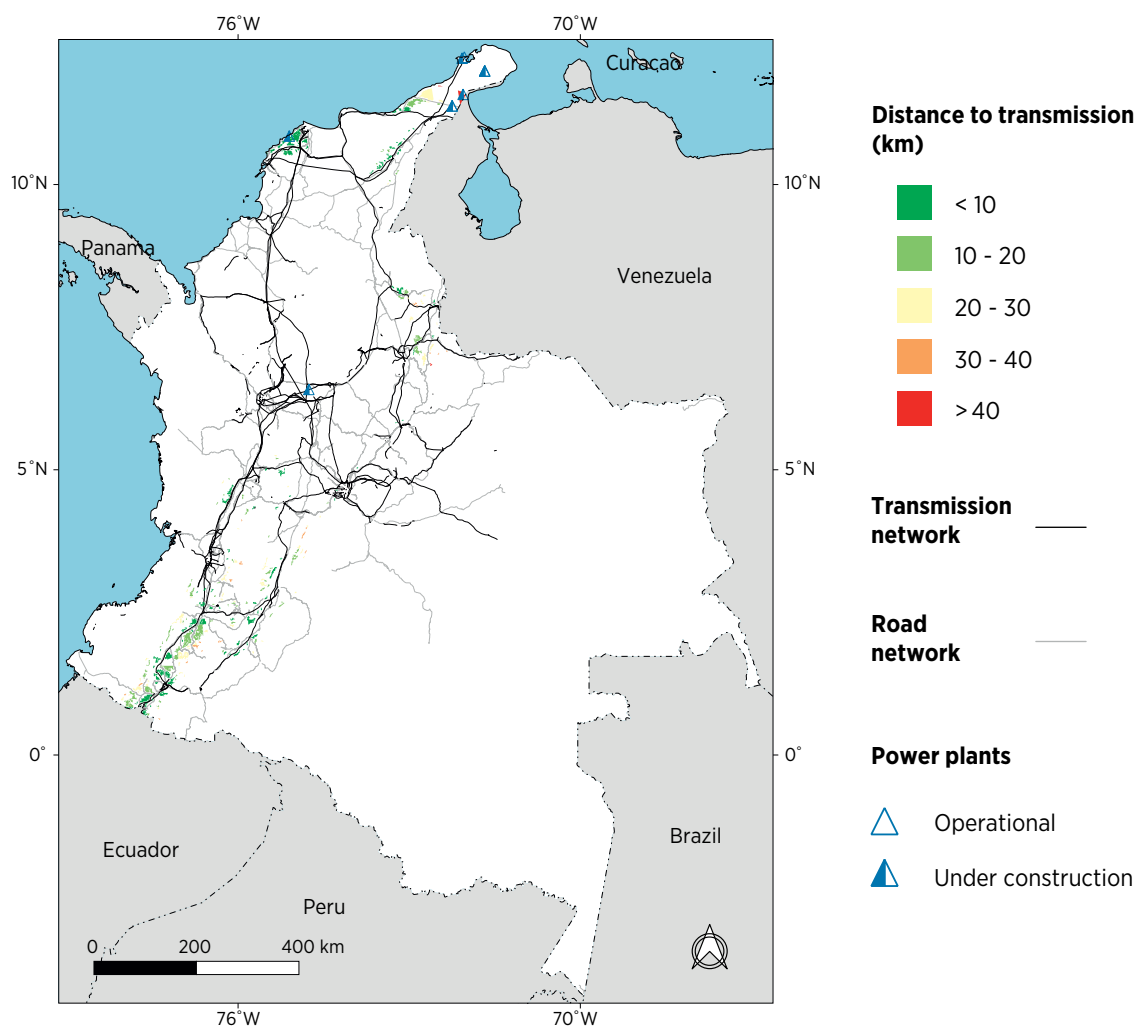 76˚W
70˚W
Curaçao
10˚N
10˚N
Panama
Venezuela
5˚N
5˚N
0˚
0˚
Ecuador
Brazil
Peru
0
200
400 km
76˚W
70˚W
Distance to transmission
(km)
< 10
10 - 20
20 - 30
30 - 40
> 40
Transmission
network
Road
network
Power plants
Operational
Under construction